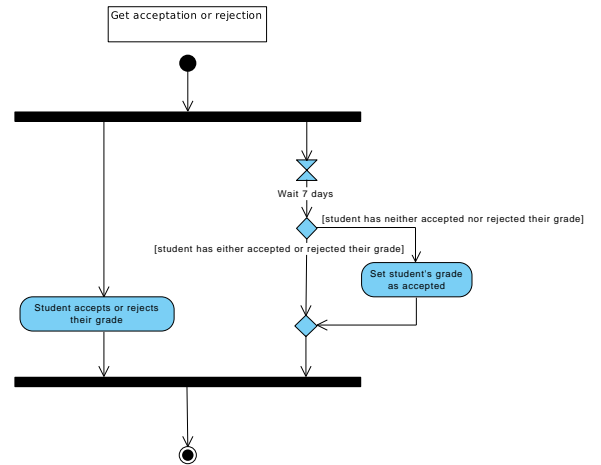 Get acceptation or rejection
Wait 7 days
[student has neither accepted nor rejected their grade]
[student has either accepted or rejected their grade]
Set student's grade
as accepted
Student accepts or rejects
their grade